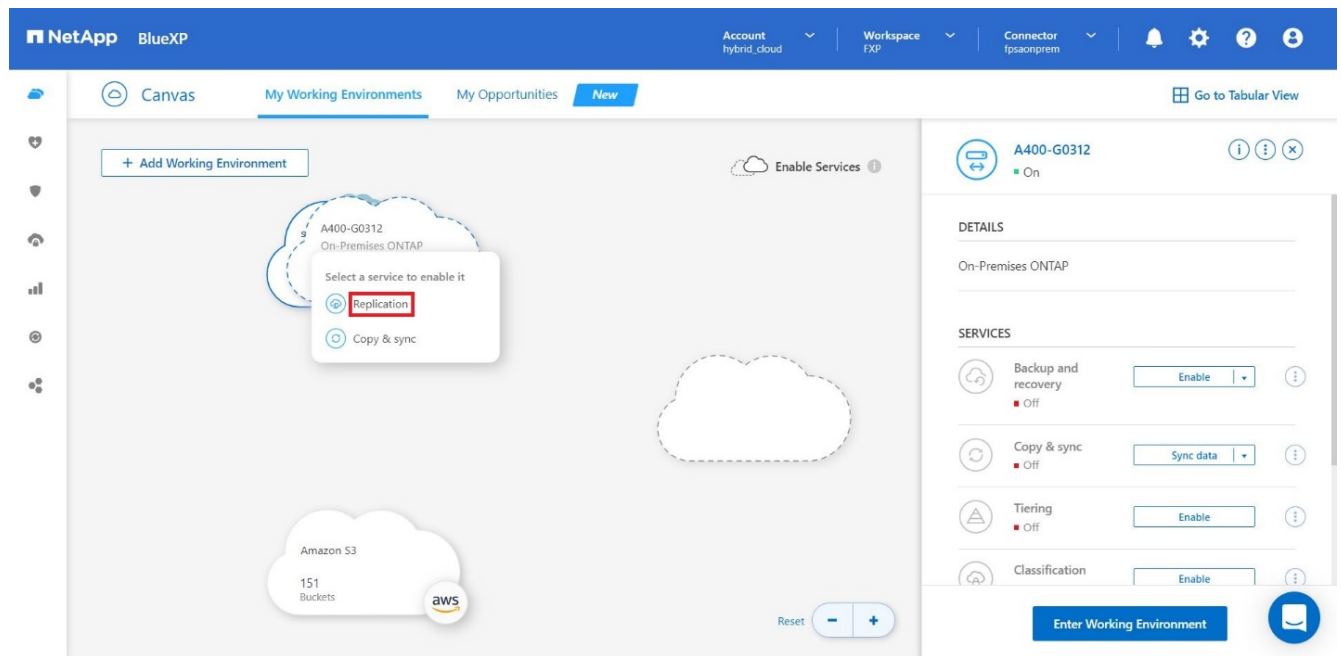 NetApp BlueXP
Account
hybrid_cloud
Workspace
FXP
Connector
fpsaonprem
Canvas
My Working Environments
My Opportunities
New
Go to Tabular View
+ Add Working Environment
Enable Services
A400-G0312
On-Premises ONTAP
Select a service to enable it
Replication
Copy & sync
Amazon S3
151
Buckets
aws
Reset
A400-G0312
On
DETAILS
On-Premises ONTAP
SERVICES
Backup and
recovery
Off
Enable
Copy & sync
Off
Sync data
Tiering
Off
Enable
Classification
Enable
Enter Working Environment